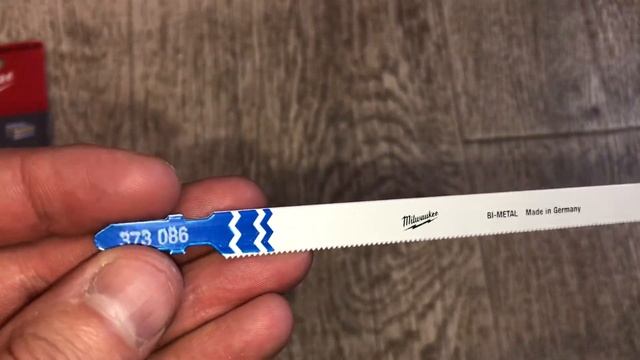 373 086
Milwaukee
BI-METAL Made in Germany